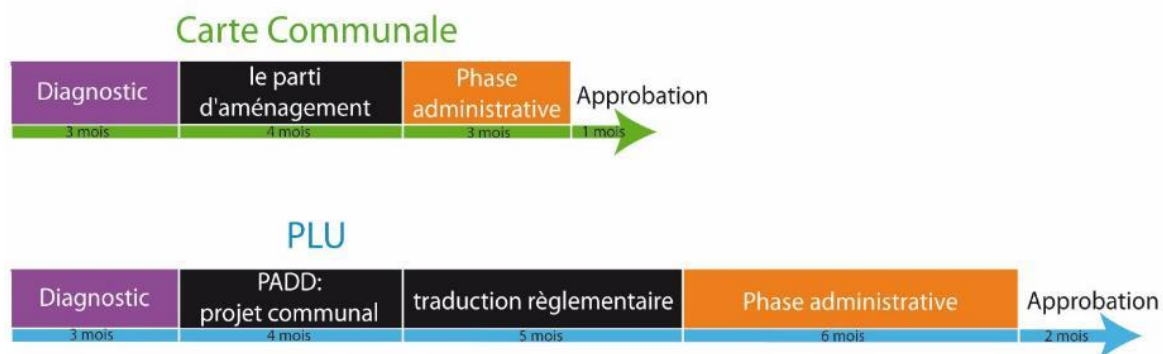 Carte Communale
Diagnostic
le parti
d'aménagement
Phase
administrative
Approbation
3 mois
4 mois
3 mois
1 mois
PLU
Diagnostic
PADD:
projet communal
traduction règlementaire
Phase administrative
Approbation
3 mois
4 mois
5 mois
6 mois
2 mois